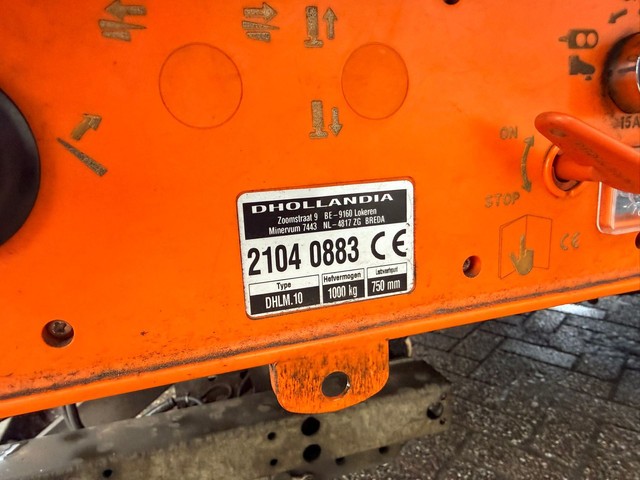 15A
ON
STOP
CE
DHOLLANDIA
Zoomstraat 9 BE-9160 Lokeren
Minervum 7443 NL-4817 ZG BREDA
2104 0883 CE
Type Hefvermogen
DHLM.10 1000 kg 750 mm